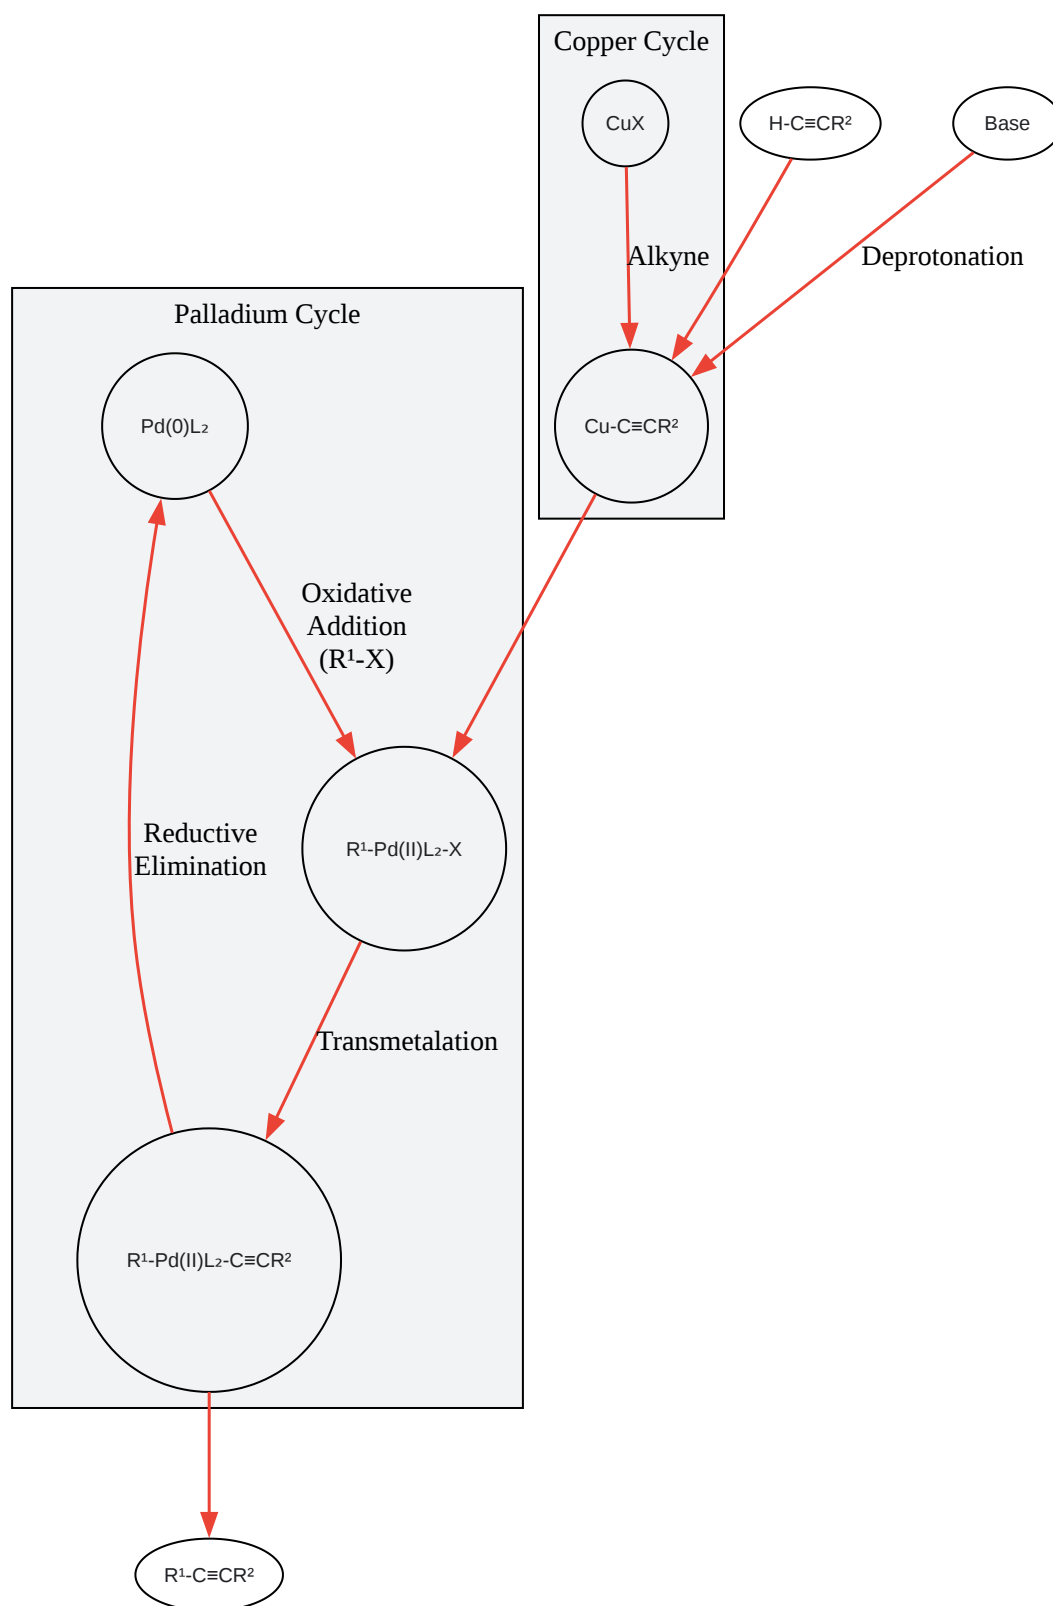 Copper Cycle
CuX
H-C≡CR²
Base
Alkyne
Deprotonation
Palladium Cycle
Pd(0)L₂
Cu-C≡CR²
Oxidative
Addition
(R¹-X)
Reductive
Elimination
R¹-Pd(II)L₂-X
Transmetalation
R¹-Pd(II)L₂-C≡CR²
R¹-C≡CR²